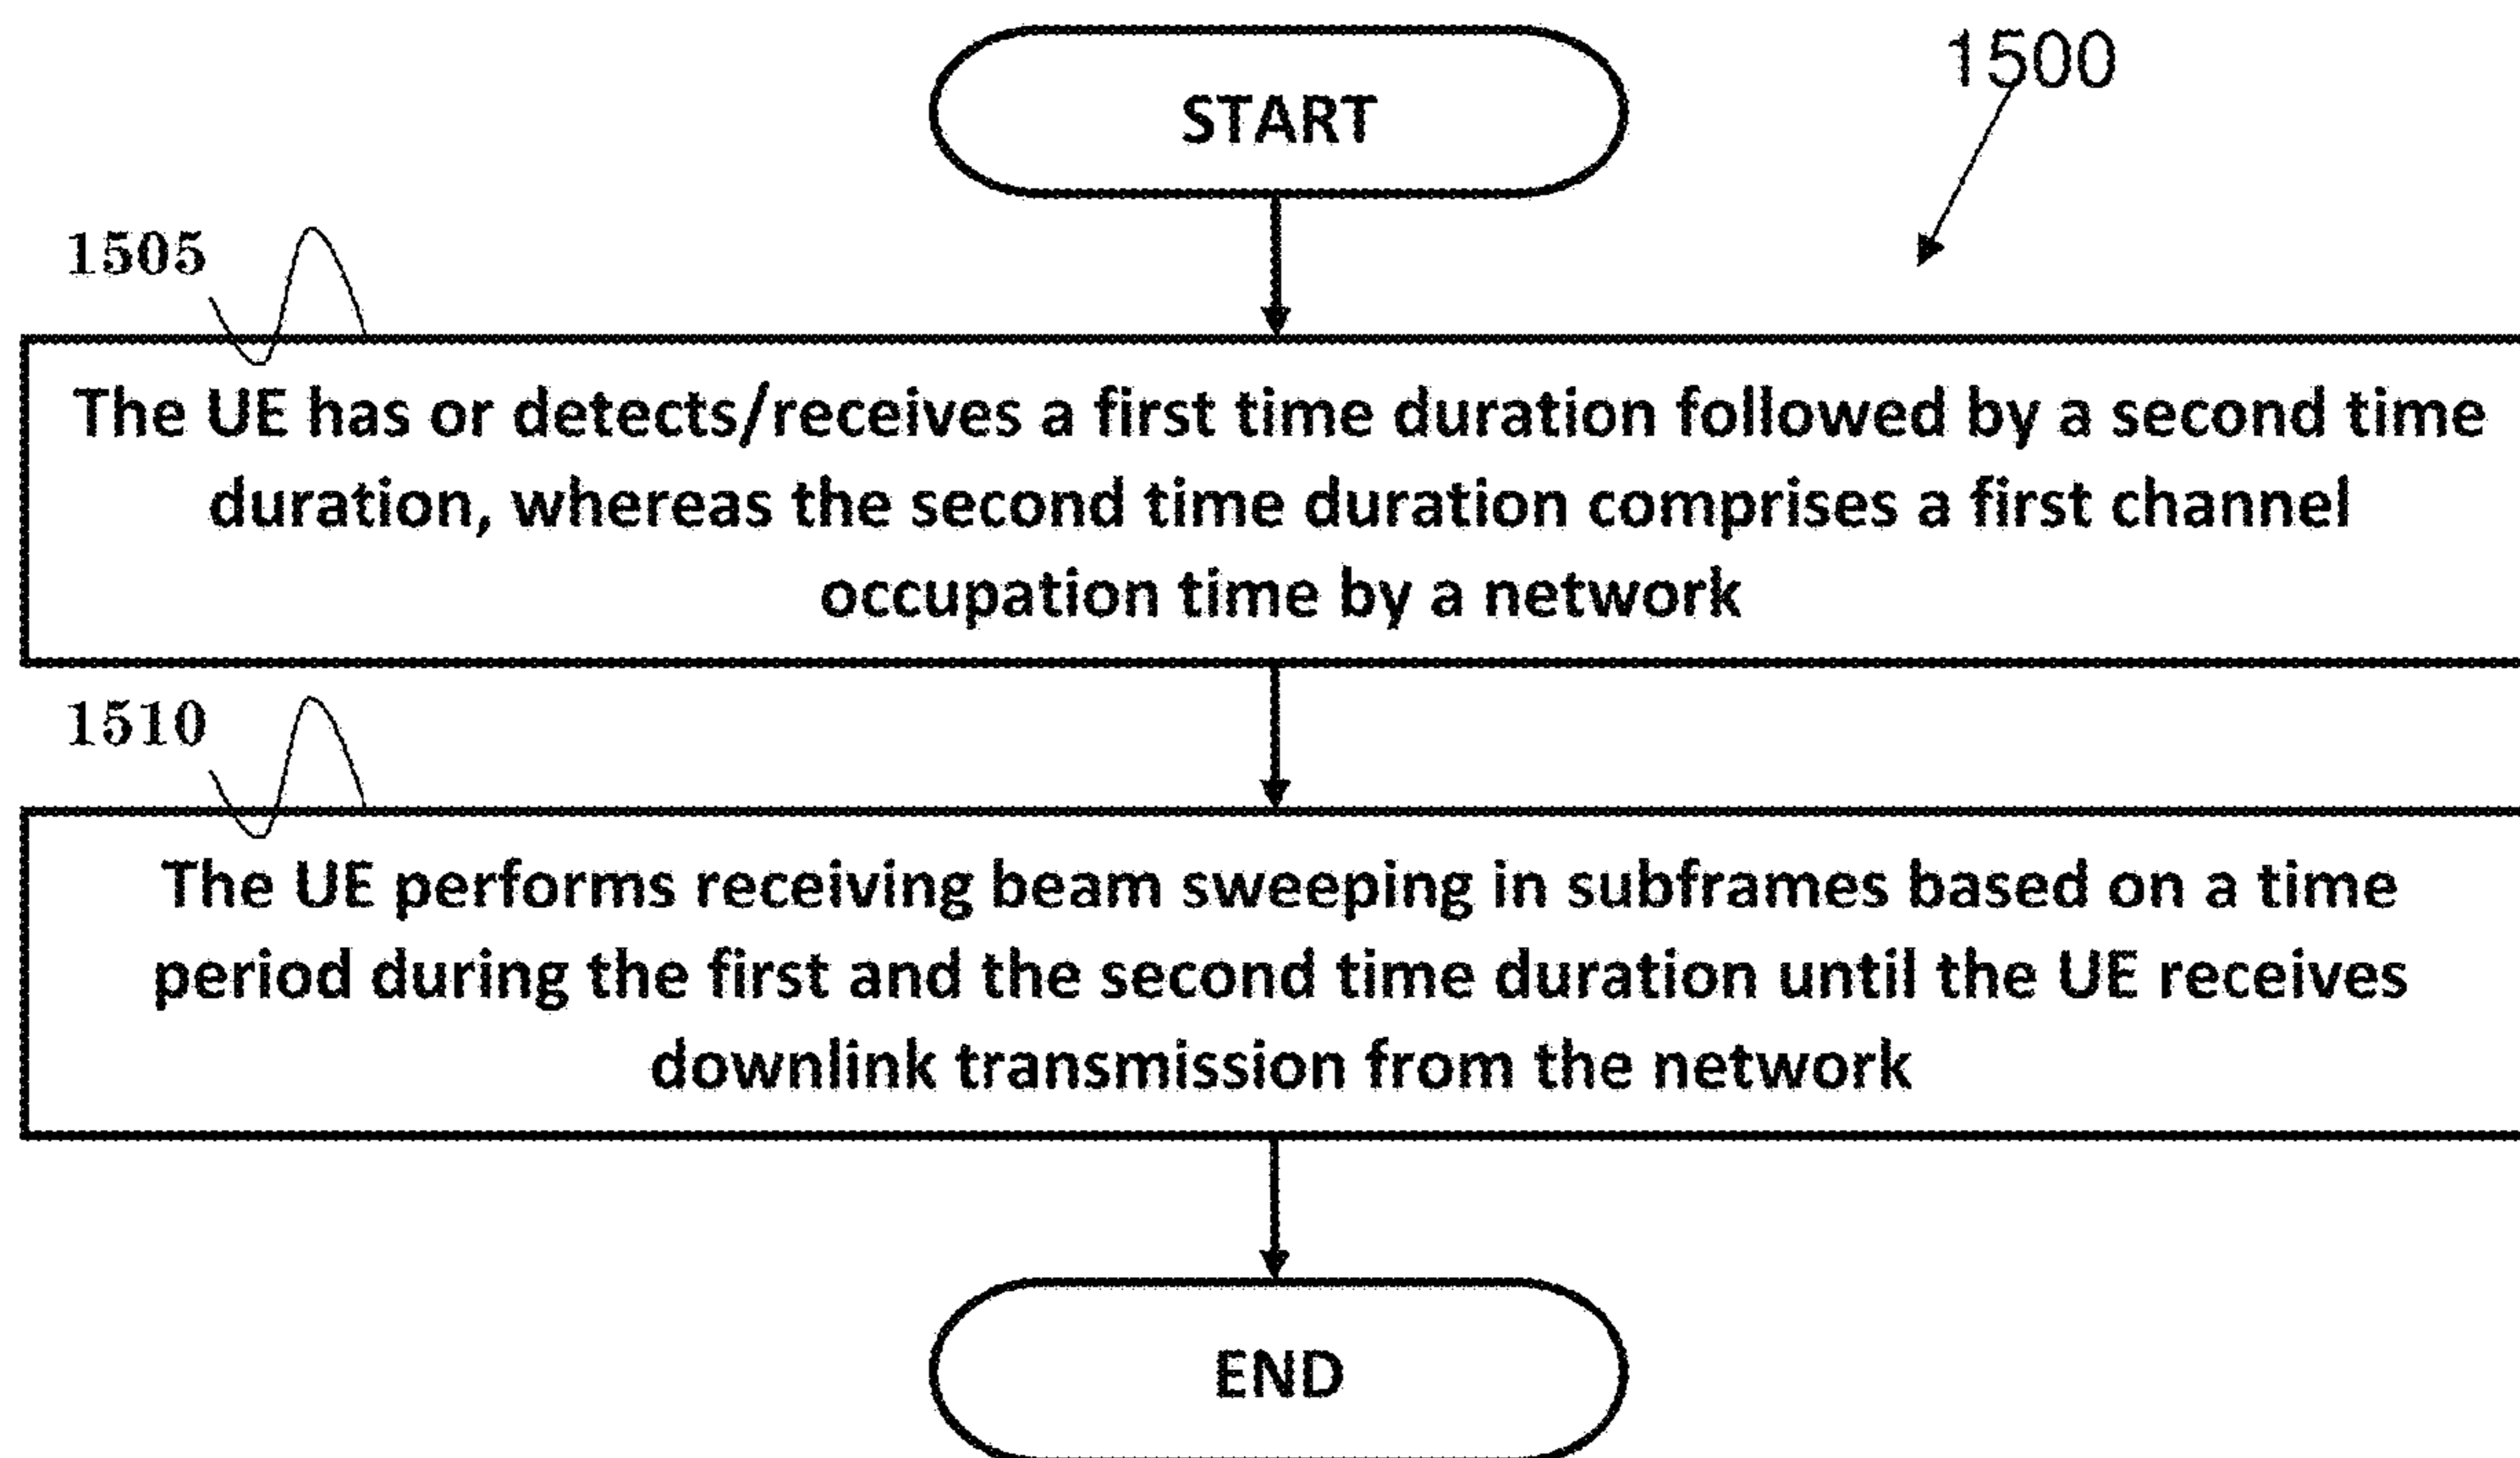 START
1500
1505
The UE has or detects/receives a first time duration followed by a second time
duration, whereas the second time duration comprises a first channel
occupation time by a network
1510
The UE performs receiving beam sweeping in subframes based on a time
period during the first and the second time duration until the UE receives
downlink transmission from the network
END